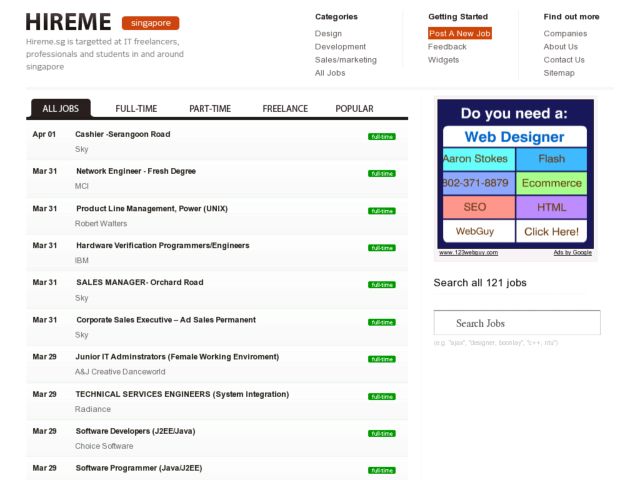 HIREME singapore
Hireme.sg is targetted at IT freelancers,
professionals and students in in and around
singapore
Categories
Design
Development
Sales/marketing
All Jobs
Getting Started
Post A New Job
Feedback
Widgets
Find out more
Companies
About Us
Contact Us
Sitemap
ALL JOBS FULL-TIME PART-TIME FREELANCE POPULAR
Apr 01 Cashier -Serangoon Road full-time
Sky
Mar 31 Network Engineer - Fresh Degree full-time
MCI
Mar 31 Product Line Management, Power (UNIX) full-time
Robert Walters
Mar 31 Hardware Verification Programmers/Engineers full-time
IBM
Mar 31 SALES MANAGER- Orchard Road full-time
Sky
Mar 31 Corporate Sales Executive – Ad Sales Permanent full-time
Sky
Mar 29 Junior IT Adminstrators (Female Working Enviroment) full-time
A&J Creative Danceworld
Mar 29 TECHNICAL SERVICES ENGINEERS (System Integration) full-time
Radiance
Mar 29 Software Developers (J2EE/Java) full-time
Choice Software
Mar 29 Software Programmer (Java/J2EE) full-time
Do you need a:
Web Designer
Aaron Stokes Flash
802-371-8879 Ecommerce
SEO HTML
WebGuy Click Here!
www.123webguy.com Ads by Google
Search all 121 jobs
Search Jobs
(e.g. "ajax", "designer, boonlay", "c++, ntu")